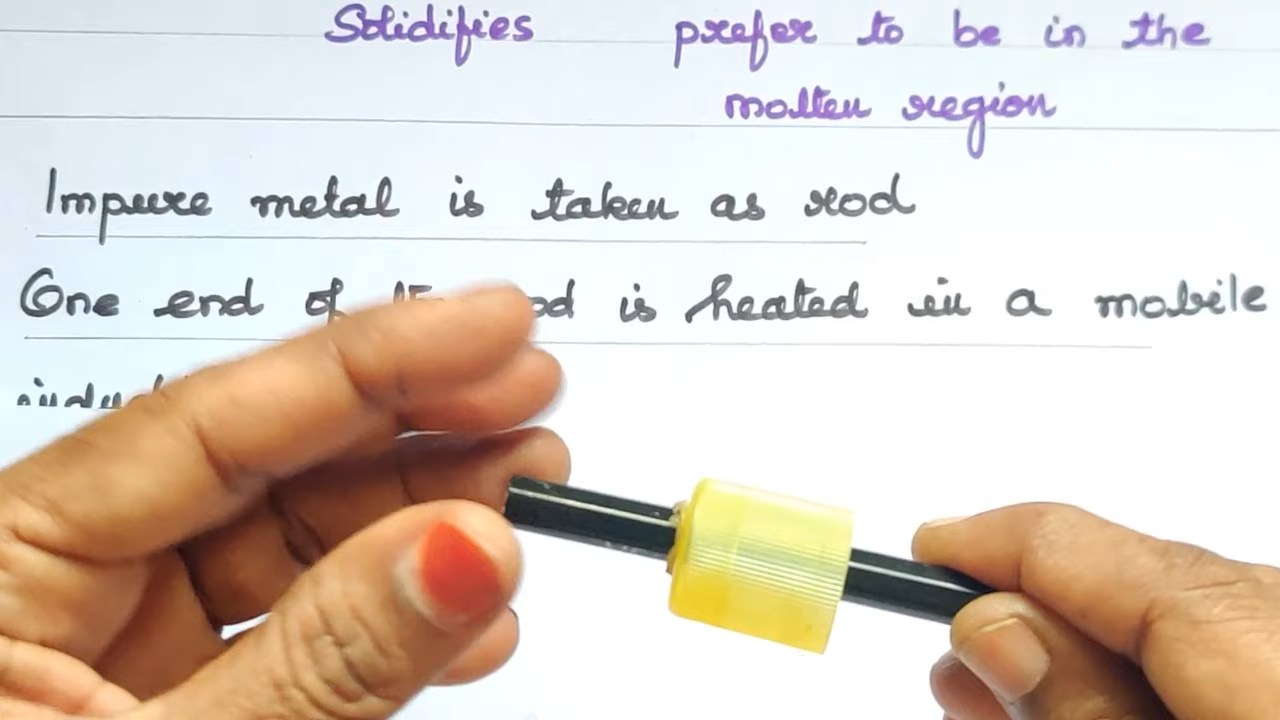 Solidifies prefer to be in the
molten region
Impure metal is taken as rod
One end of is heated in a mobile